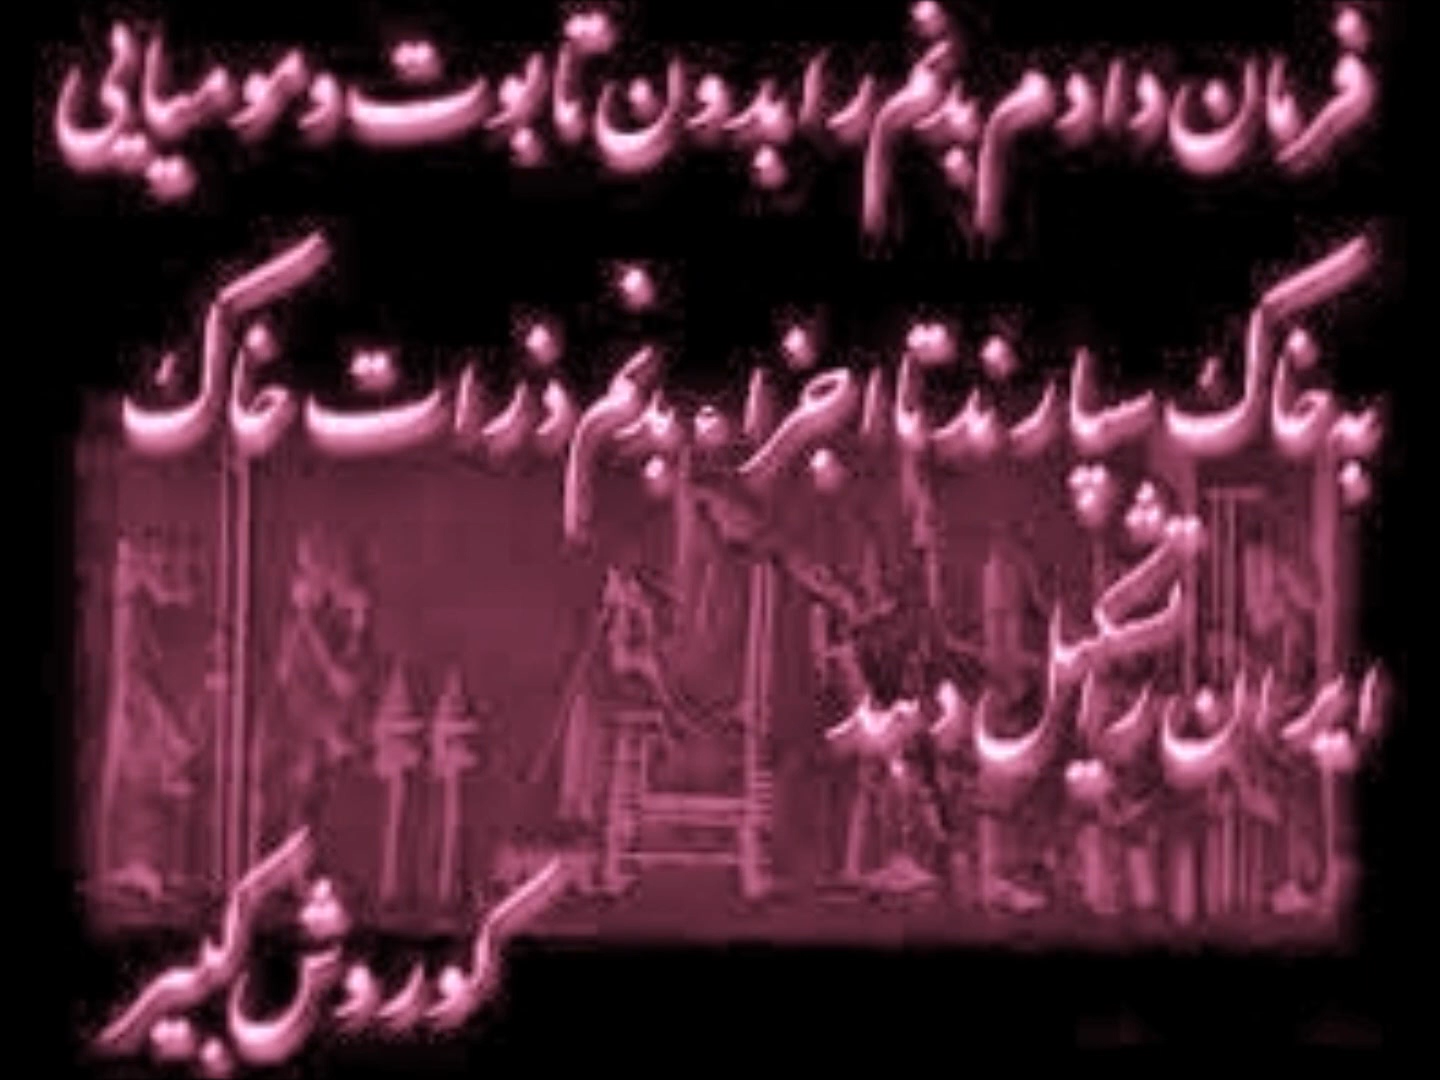 فرمان دادم بدنم را بدون تابوت و مومیایی
به خاک سپارند تا اجزاء بدنم ذرات خاک
ایران را تشکیل دهد
کوروش کبیر